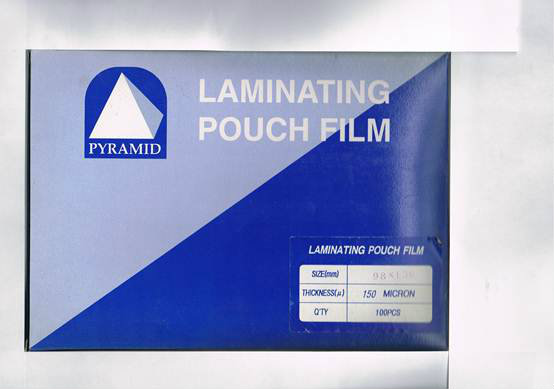 PYRAMID
LAMINATING
POUCH FILM
LAMINATING POUCH FILM
SIZE(mm)
THICKNESS(μ) 150 MICRON
Q'TY 100PCS